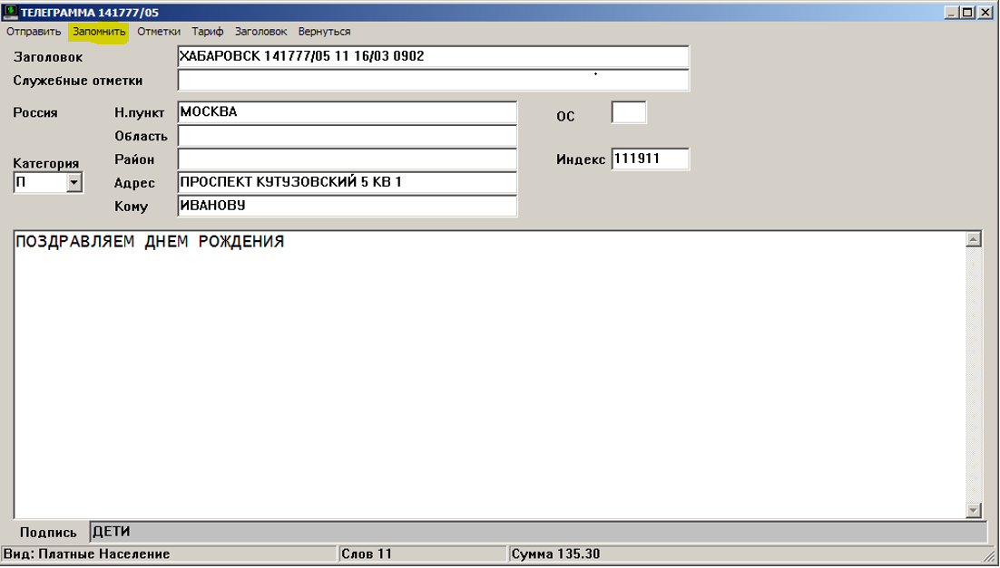 ТЕЛЕГРАММА 141777/05
Отправить Запомнить Отметки Тариф Заголовок Вернуться
Заголовок ХАБАРОВСК 141777/05 11 16/03 0902
Служебные отметки
Россия Н.пункт МОСКВА ОС
Область
Категория Район Индекс 111911
П Адрес ПРОСПЕКТ КУТУЗОВСКИЙ 5 КВ 1
Кому ИВАНОВУ
ПОЗДРАВЛЯЕМ ДНЕМ РОЖДЕНИЯ
Подпись ДЕТИ
Вид: Платные Население Слов 11 Сумма 135.30